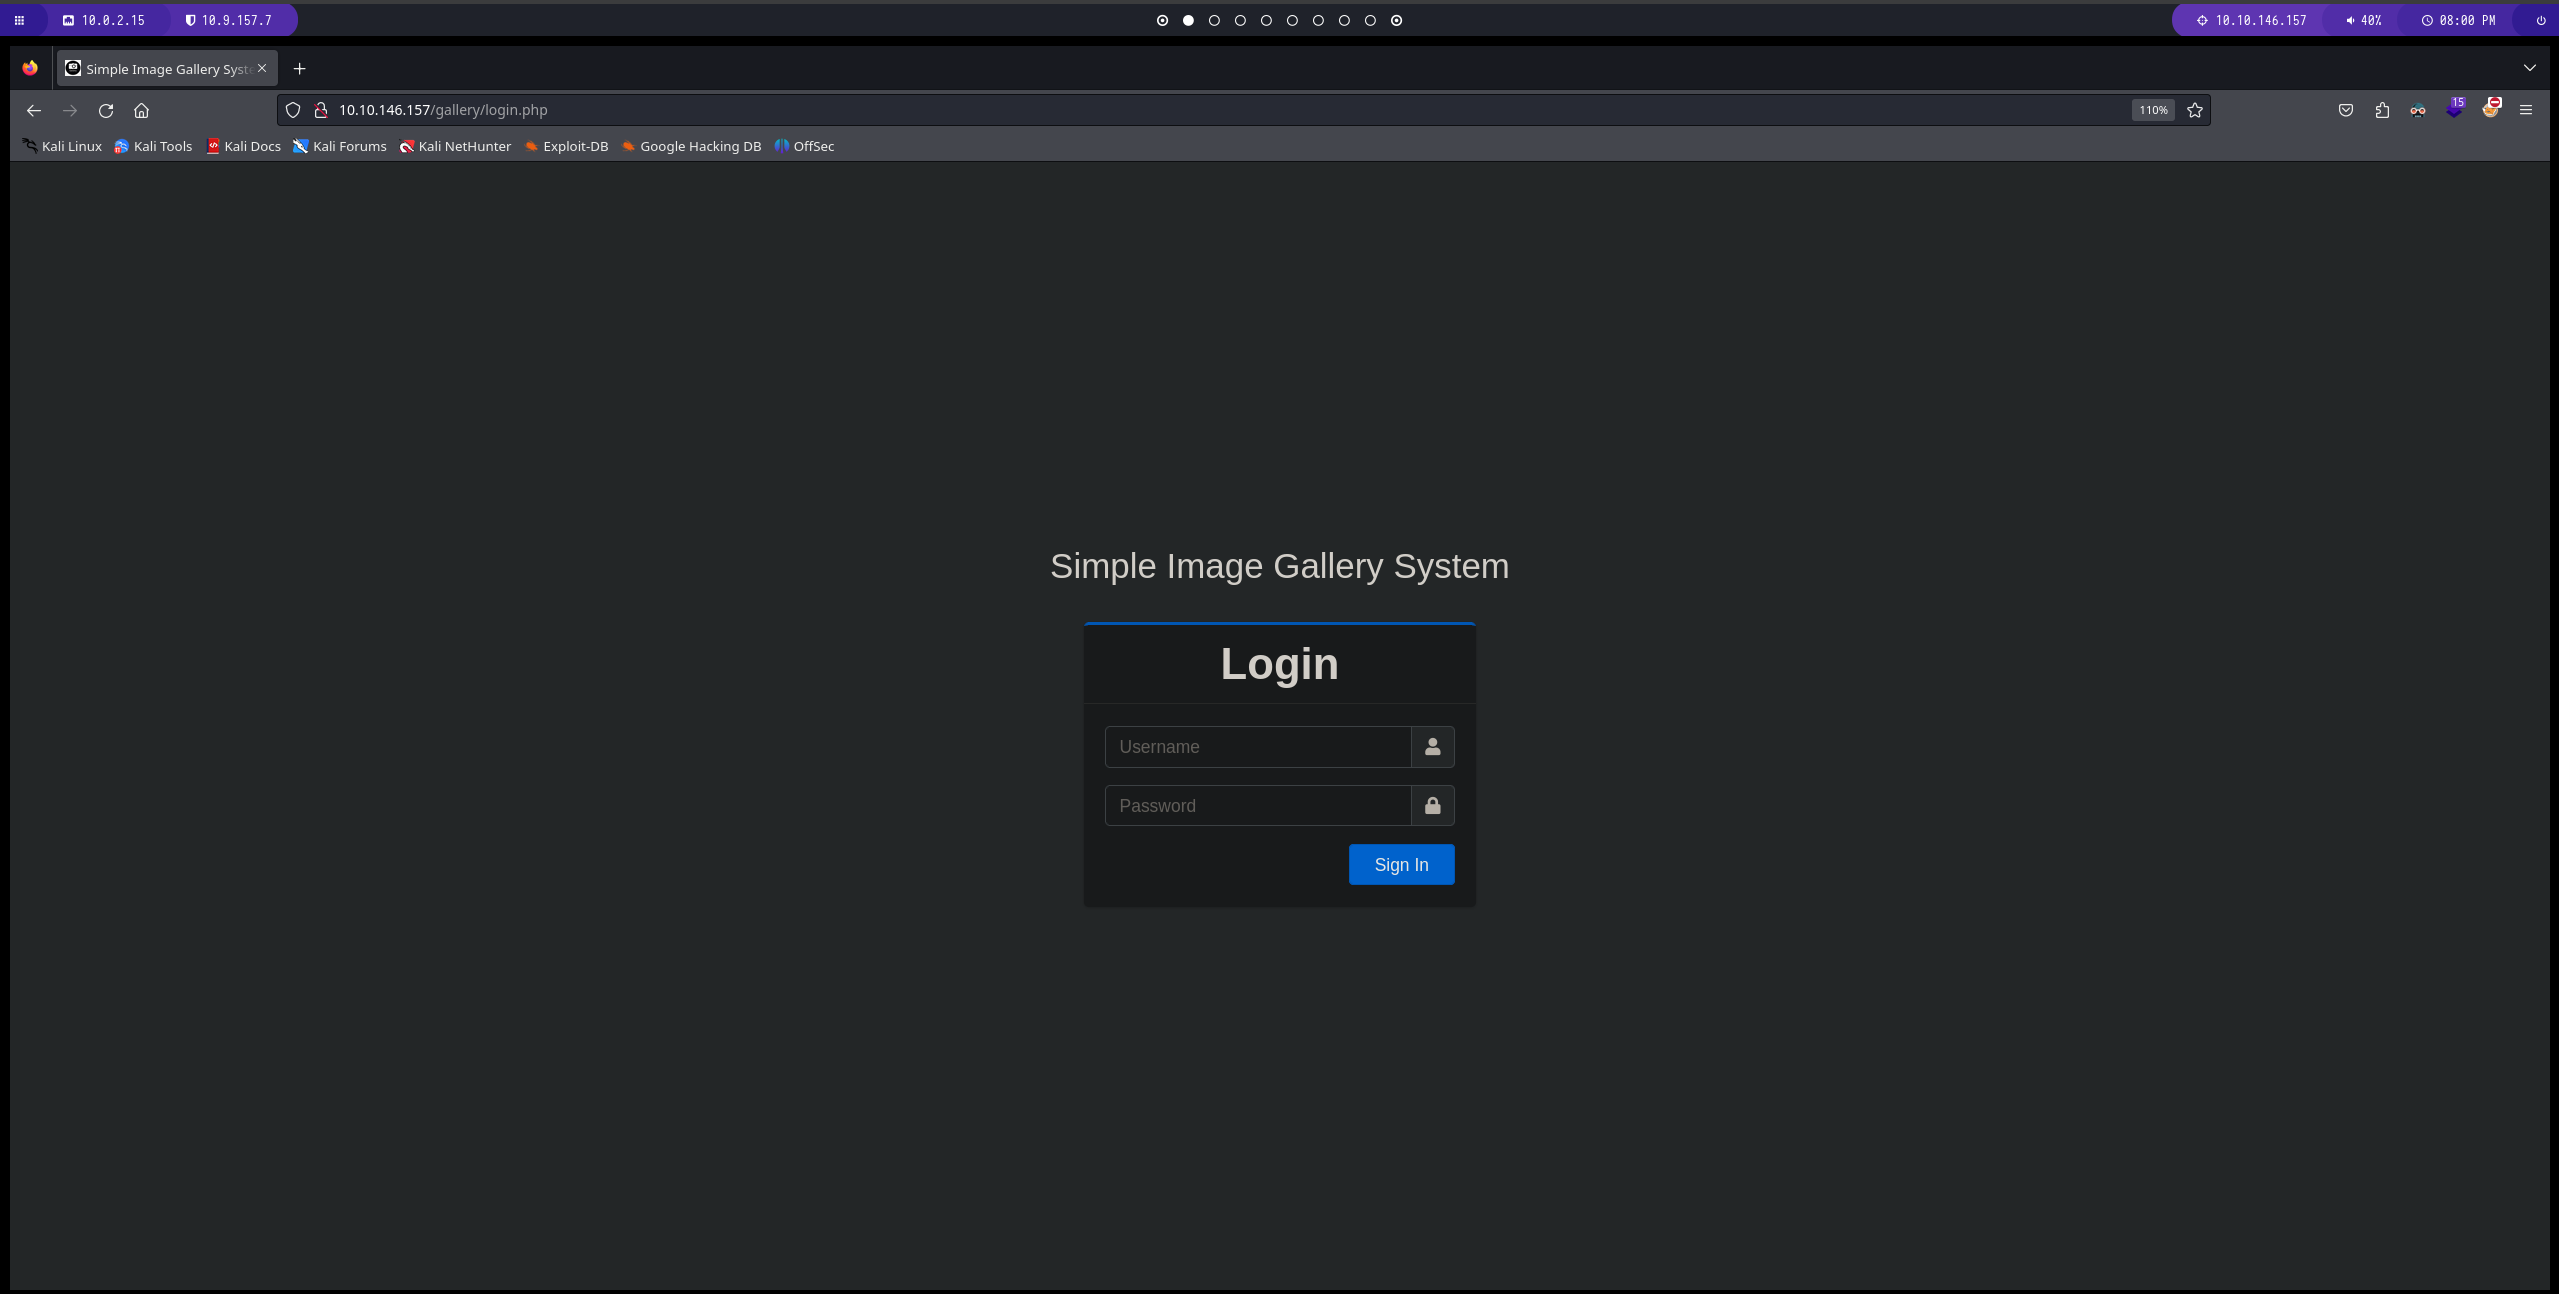 10.0.2.15 10.9.157.7 10.10.146.157 40% 08:00 PM
Simple Image Gallery Syste
10.10.146.157/gallery/login.php 110% 15
Kali Linux Kali Tools Kali Docs Kali Forums Kali NetHunter Exploit-DB Google Hacking DB OffSec
Simple Image Gallery System
Login
Username
Password
Sign In